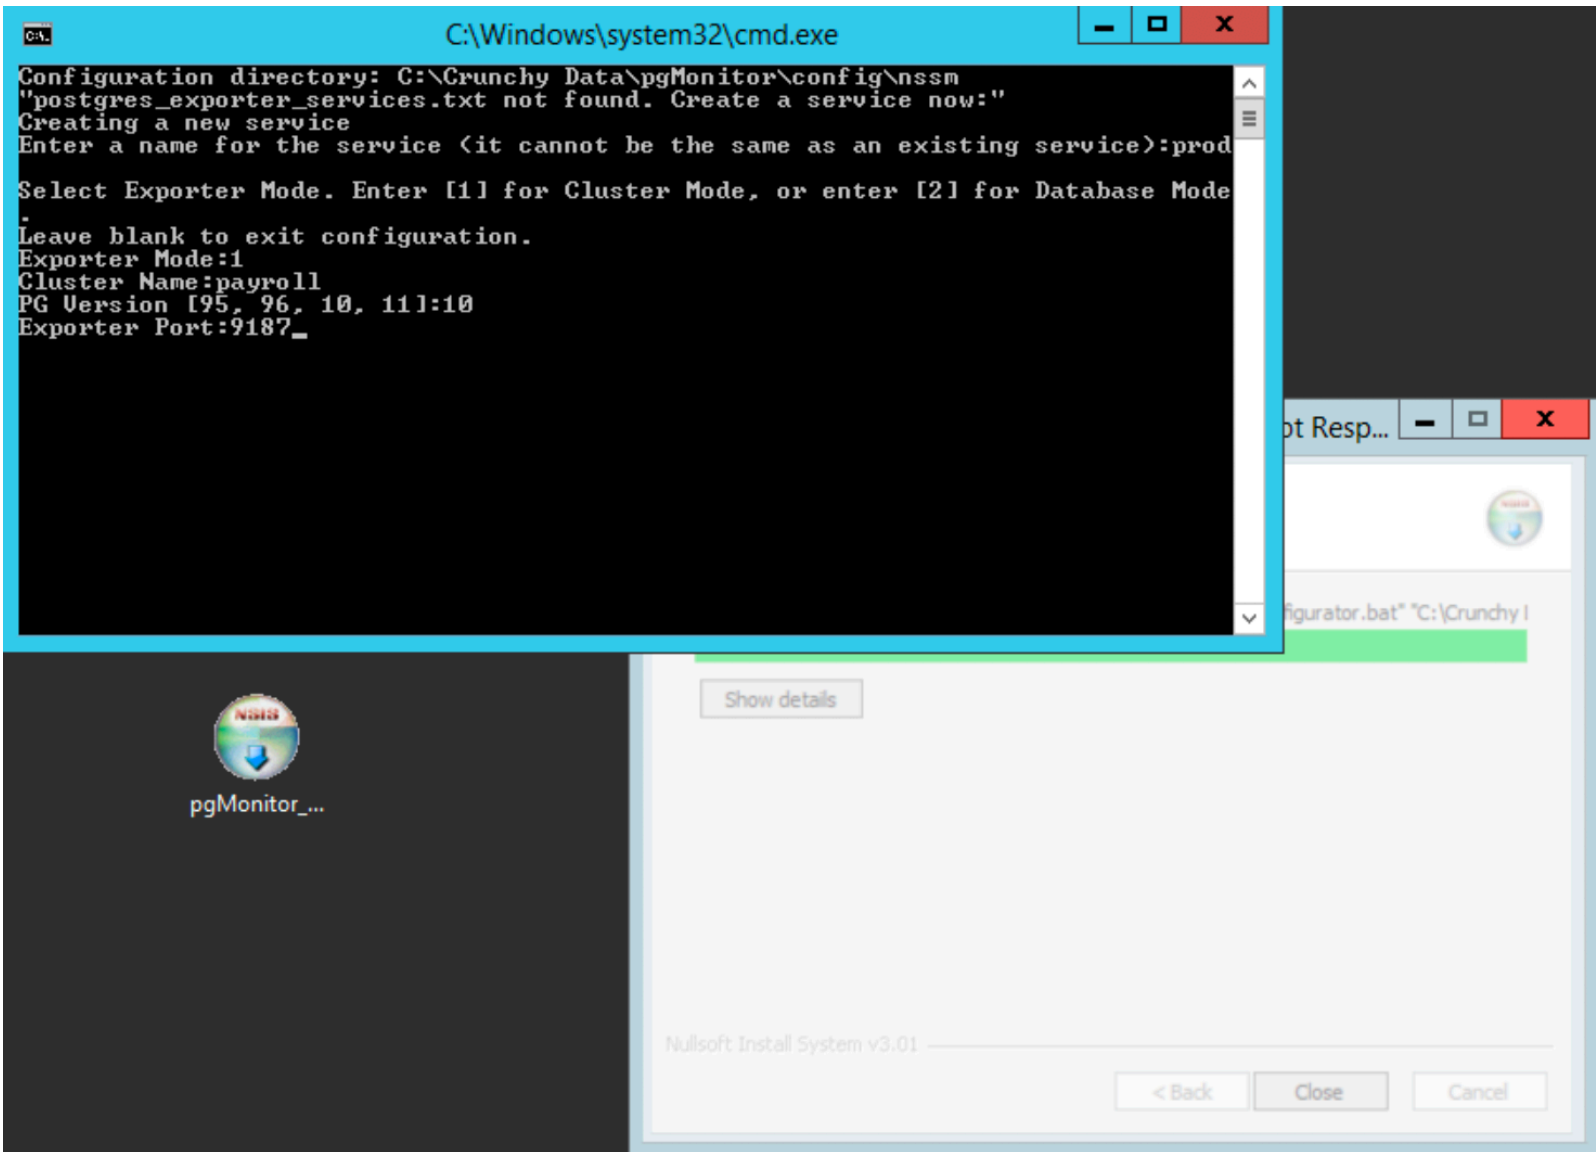 C:\Windows\system32\cmd.exe
Configuration directory: C:\Crunchy Data\pgMonitor\config\nssm
"postgres_exporter_services.txt not found. Create a service now:"
Creating a new service
Enter a name for the service (it cannot be the same as an existing service):prod
Select Exporter Mode. Enter [1] for Cluster Mode, or enter [2] for Database Mode
.
Leave blank to exit configuration.
Exporter Mode:1
Cluster Name:payroll
PG Version [95, 96, 10, 11]:10
Exporter Port:9187_
ot Resp...
figurator.bat" "C:\Crunchy I
Show details
NSIS
pgMonitor_...
Nullsoft Install System v3.01
< Back
Close
Cancel